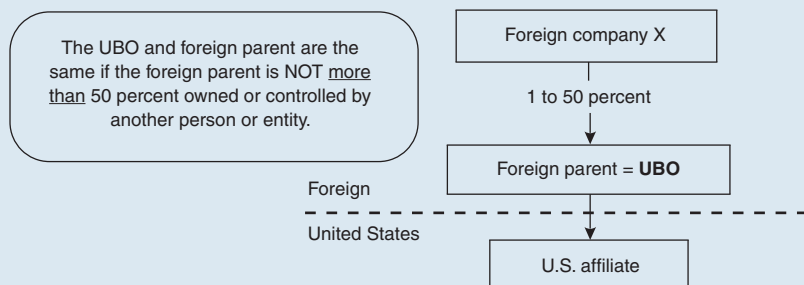 The UBO and foreign parent are the
same if the foreign parent is NOT more
than 50 percent owned or controlled by
another person or entity.
Foreign company X
1 to 50 percent
Foreign parent = UBO
Foreign
United States
U.S. affiliate